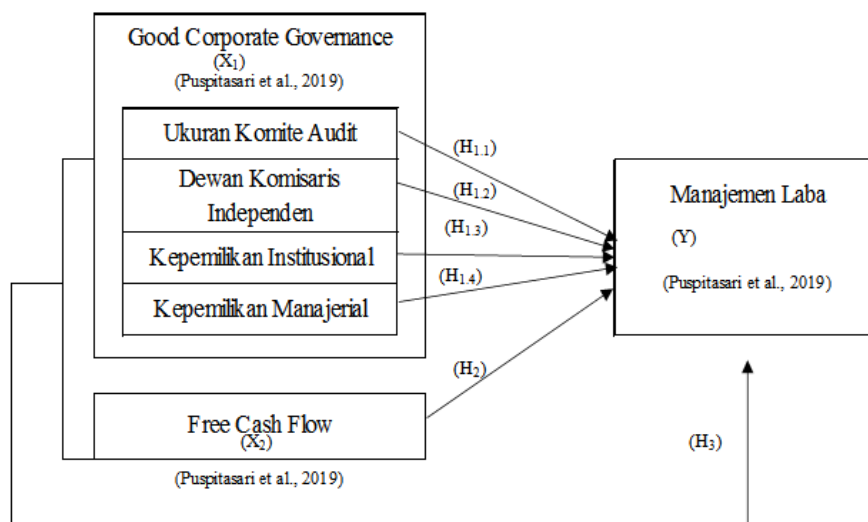 Good Corporate Governance
(X₁)
(Puspitasari et al., 2019)
Ukuran Komite Audit
Dewan Komisaris
Independen
Kepemilikan Institusional
Kepemilikan Manajerial
(H₁.₁)
(H₁.₂)
(H₁.₃)
(H₁.₄)
(H₂)
Manajemen Laba
(Y)
(Puspitasari et al., 2019)
Free Cash Flow
(X₂)
(Puspitasari et al., 2019)
(H₃)